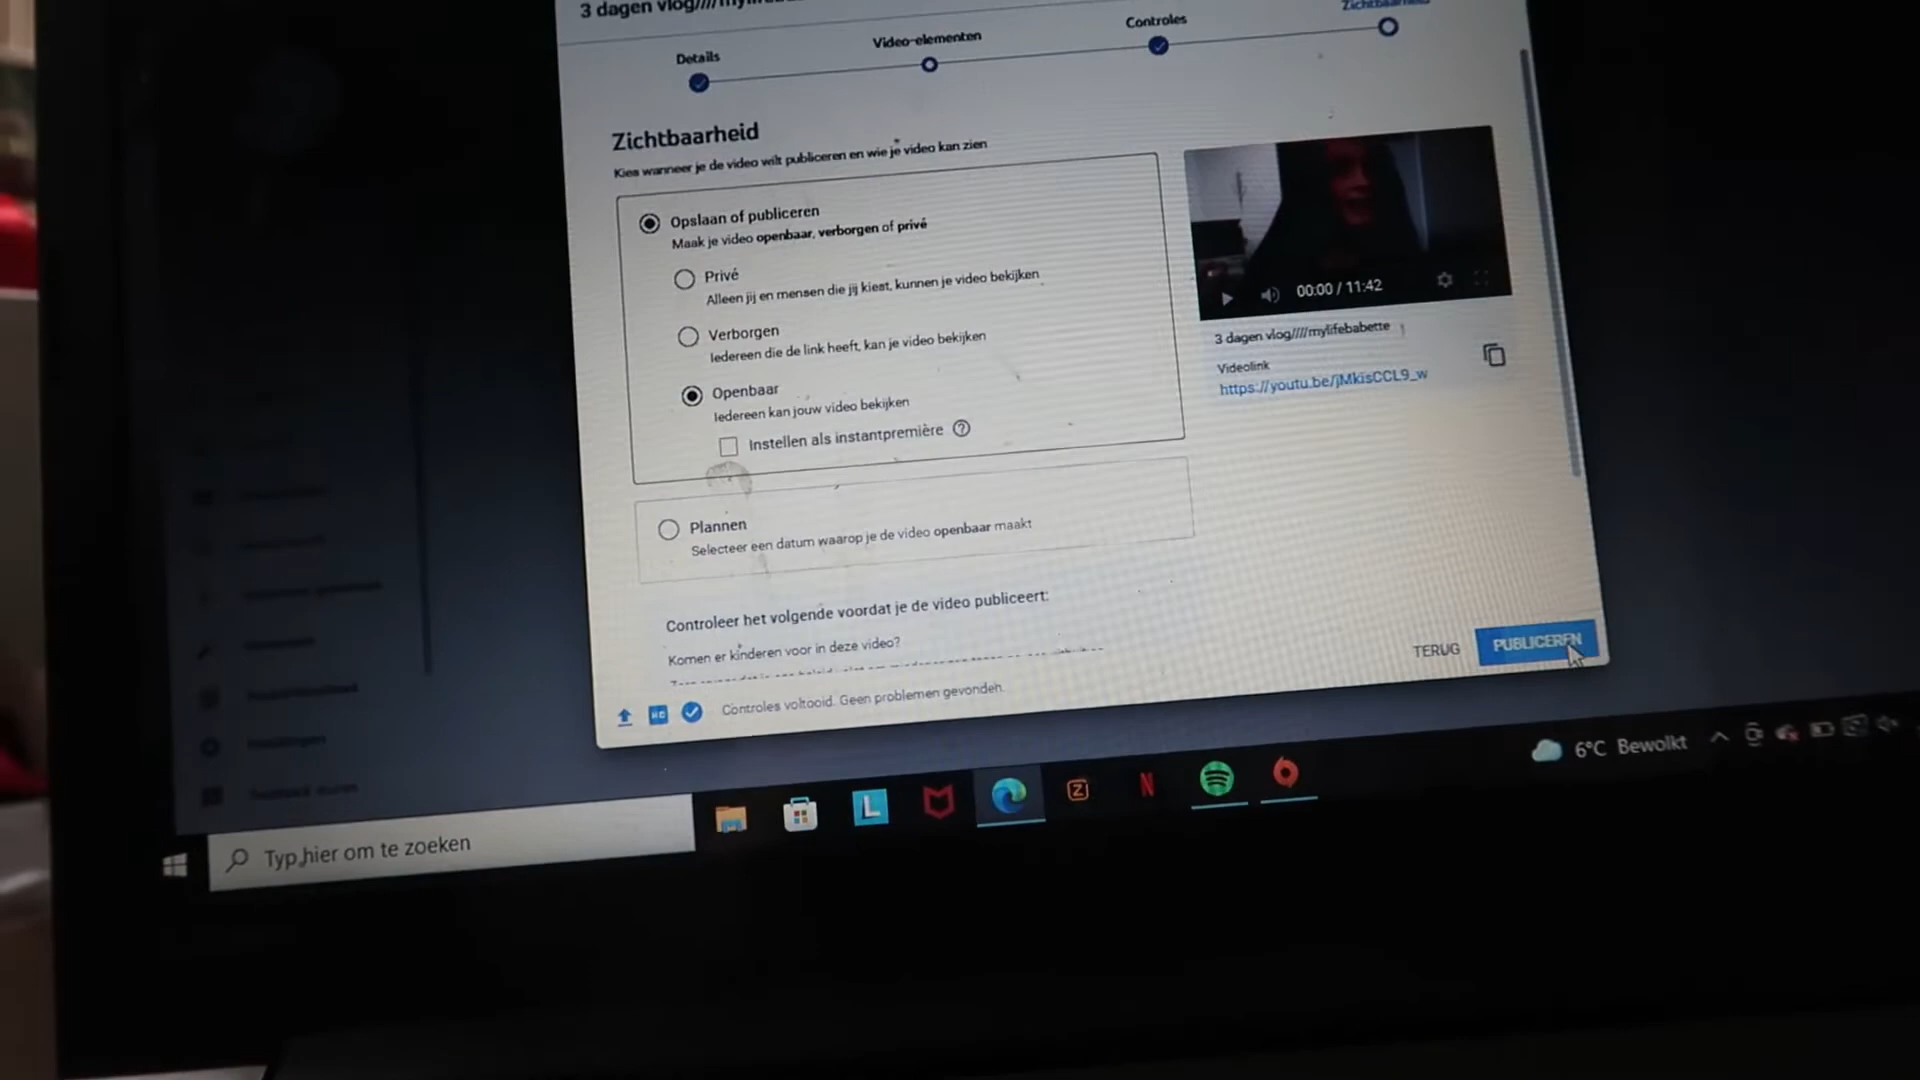 3 dagen vlog////
Details
Video-elementen
Controles
Zichtbaarheid
Zichtbaarheid
Kies wanneer je de video wilt publiceren en wie je video kan zien
Opslaan of publiceren
Maak je video openbaar, verborgen of privé
Privé
Alleen jij en mensen die jij kiest, kunnen je video bekijken
Verborgen
Iedereen die de link heeft, kan je video bekijken
Openbaar
Iedereen kan jouw video bekijken
Instellen als instantpremière
Plannen
Selecteer een datum waarop je de video openbaar maakt
Controleer het volgende voordat je de video publiceert:
Komen er kinderen voor in deze video?
00:00 / 11:42
3 dagen vlog////mylifebabette
Videolink
https://youtu.be/jMkisCCL9_w
TERUG
PUBLICEREN
HD
Controles voltooid. Geen problemen gevonden.
6°C Bewolkt
Typ hier om te zoeken
L
Z
N